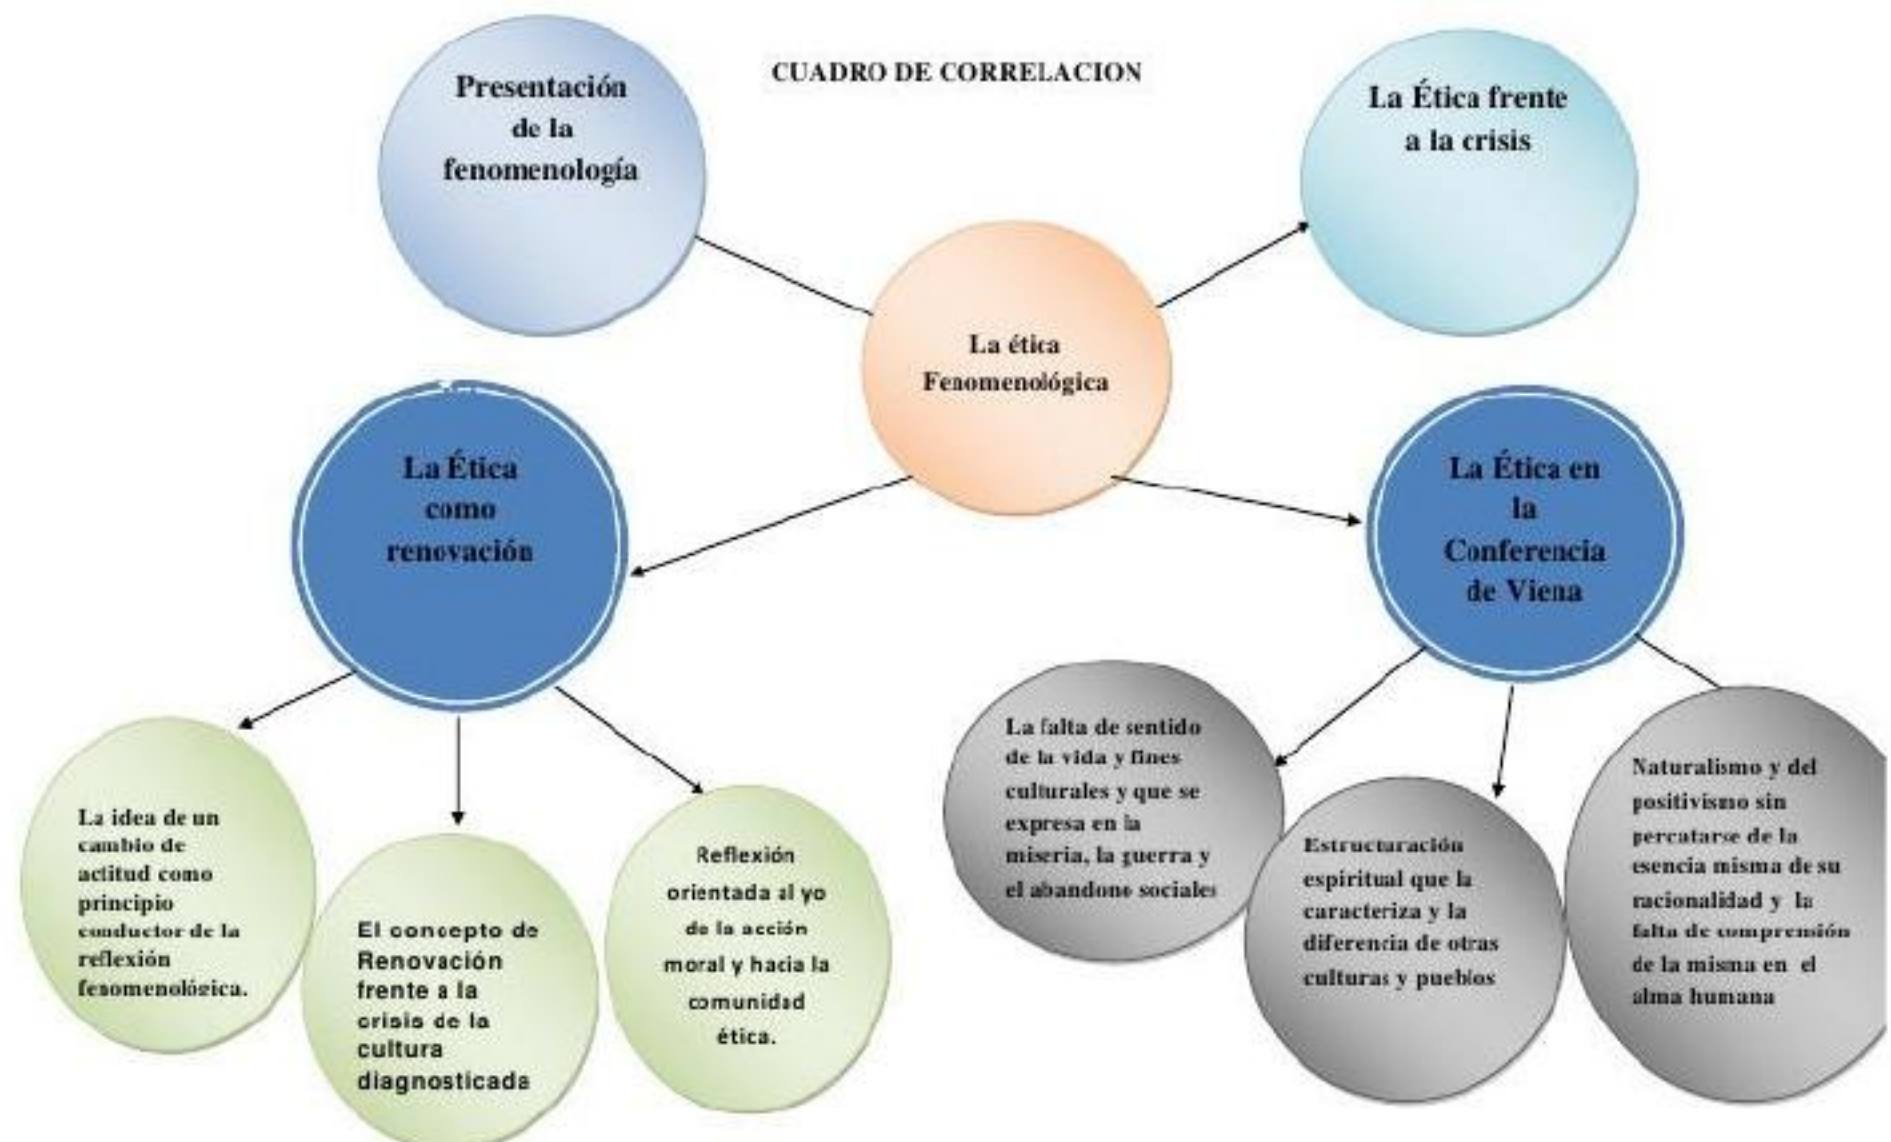 CUADRO DE CORRELACION
Presentación
de la
fenomenología
La Ética frente
a la crisis
La ética
Fenomenológica
La Ética
como
renovación
La Ética en
la
Conferencia
de Viena
La idea de un
cambio de
actitud como
principio
conductor de la
reflexión
fenomenológica.
El concepto de
Renovación
frente a la
crisis de la
cultura
diagnosticada
Reflexión
orientada al yo
de la acción
moral y hacia la
comunidad
ética.
La falta de sentido
de la vida y fines
culturales y que se
expresa en la
miseria, la guerra y
el abandono sociales
Estructuración
espiritual que la
caracteriza y la
diferencia de otras
culturas y pueblos
Naturalismo y del
positivismo sin
percatarse de la
esencia misma de su
racionalidad y la
falta de comprensión
de la misma en el
alma humana